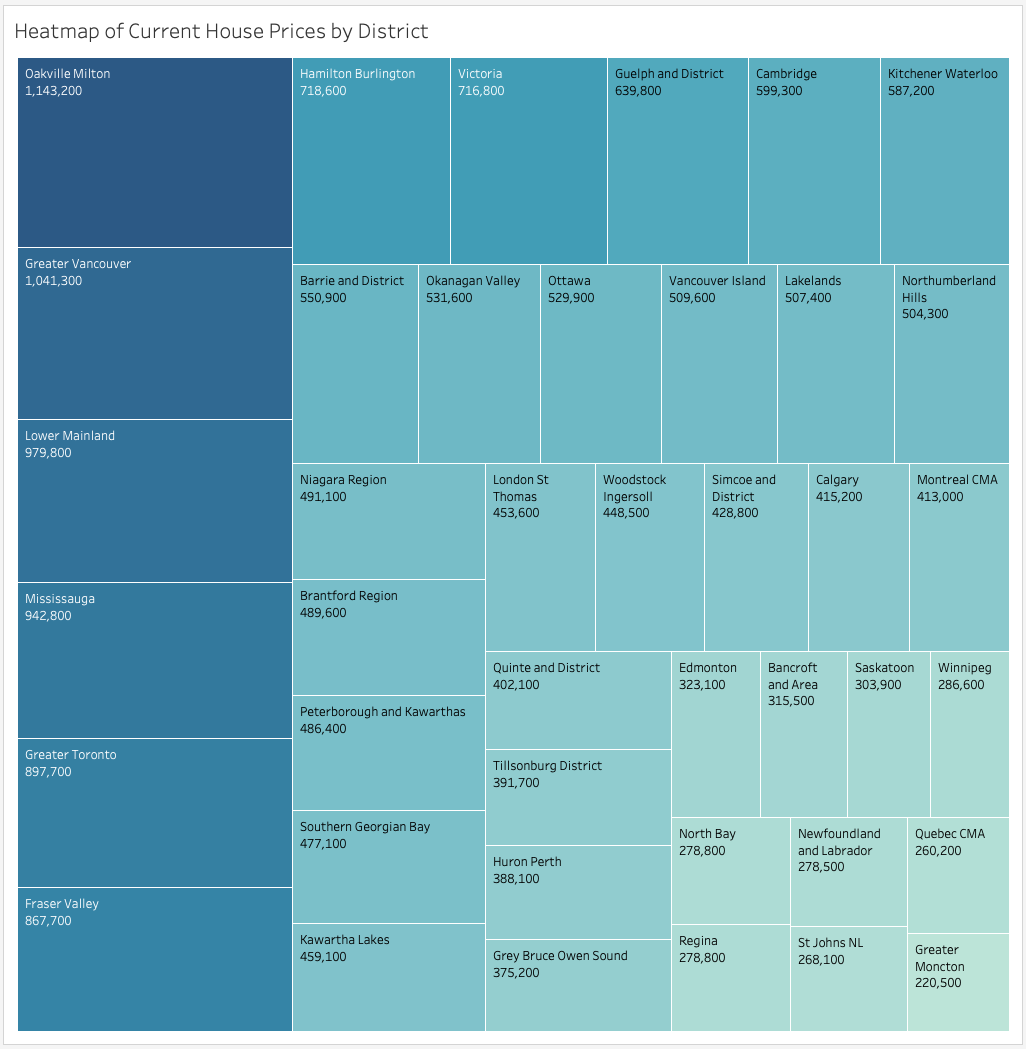 Heatmap of Current House Prices by District
Oakville Milton
1,143,200
Greater Vancouver
1,041,300
Lower Mainland
979,800
Mississauga
942,800
Greater Toronto
897,700
Fraser Valley
867,700
Hamilton Burlington
718,600
Victoria
716,800
Guelph and District
639,800
Cambridge
599,300
Kitchener Waterloo
587,200
Barrie and District
550,900
Okanagan Valley
531,600
Ottawa
529,900
Vancouver Island
509,600
Lakelands
507,400
Northumberland
Hills
504,300
Niagara Region
491,100
Brantford Region
489,600
Peterborough and Kawarthas
486,400
Southern Georgian Bay
477,100
Kawartha Lakes
459,100
London St
Thomas
453,600
Woodstock
Ingersoll
448,500
Simcoe and
District
428,800
Calgary
415,200
Montreal CMA
413,000
Quinte and District
402,100
Tillsonburg District
391,700
Huron Perth
388,100
Grey Bruce Owen Sound
375,200
Edmonton
323,100
Bancroft
and Area
315,500
Saskatoon
303,900
Winnipeg
286,600
North Bay
278,800
Regina
278,800
Newfoundland
and Labrador
278,500
St Johns NL
268,100
Quebec CMA
260,200
Greater
Moncton
220,500